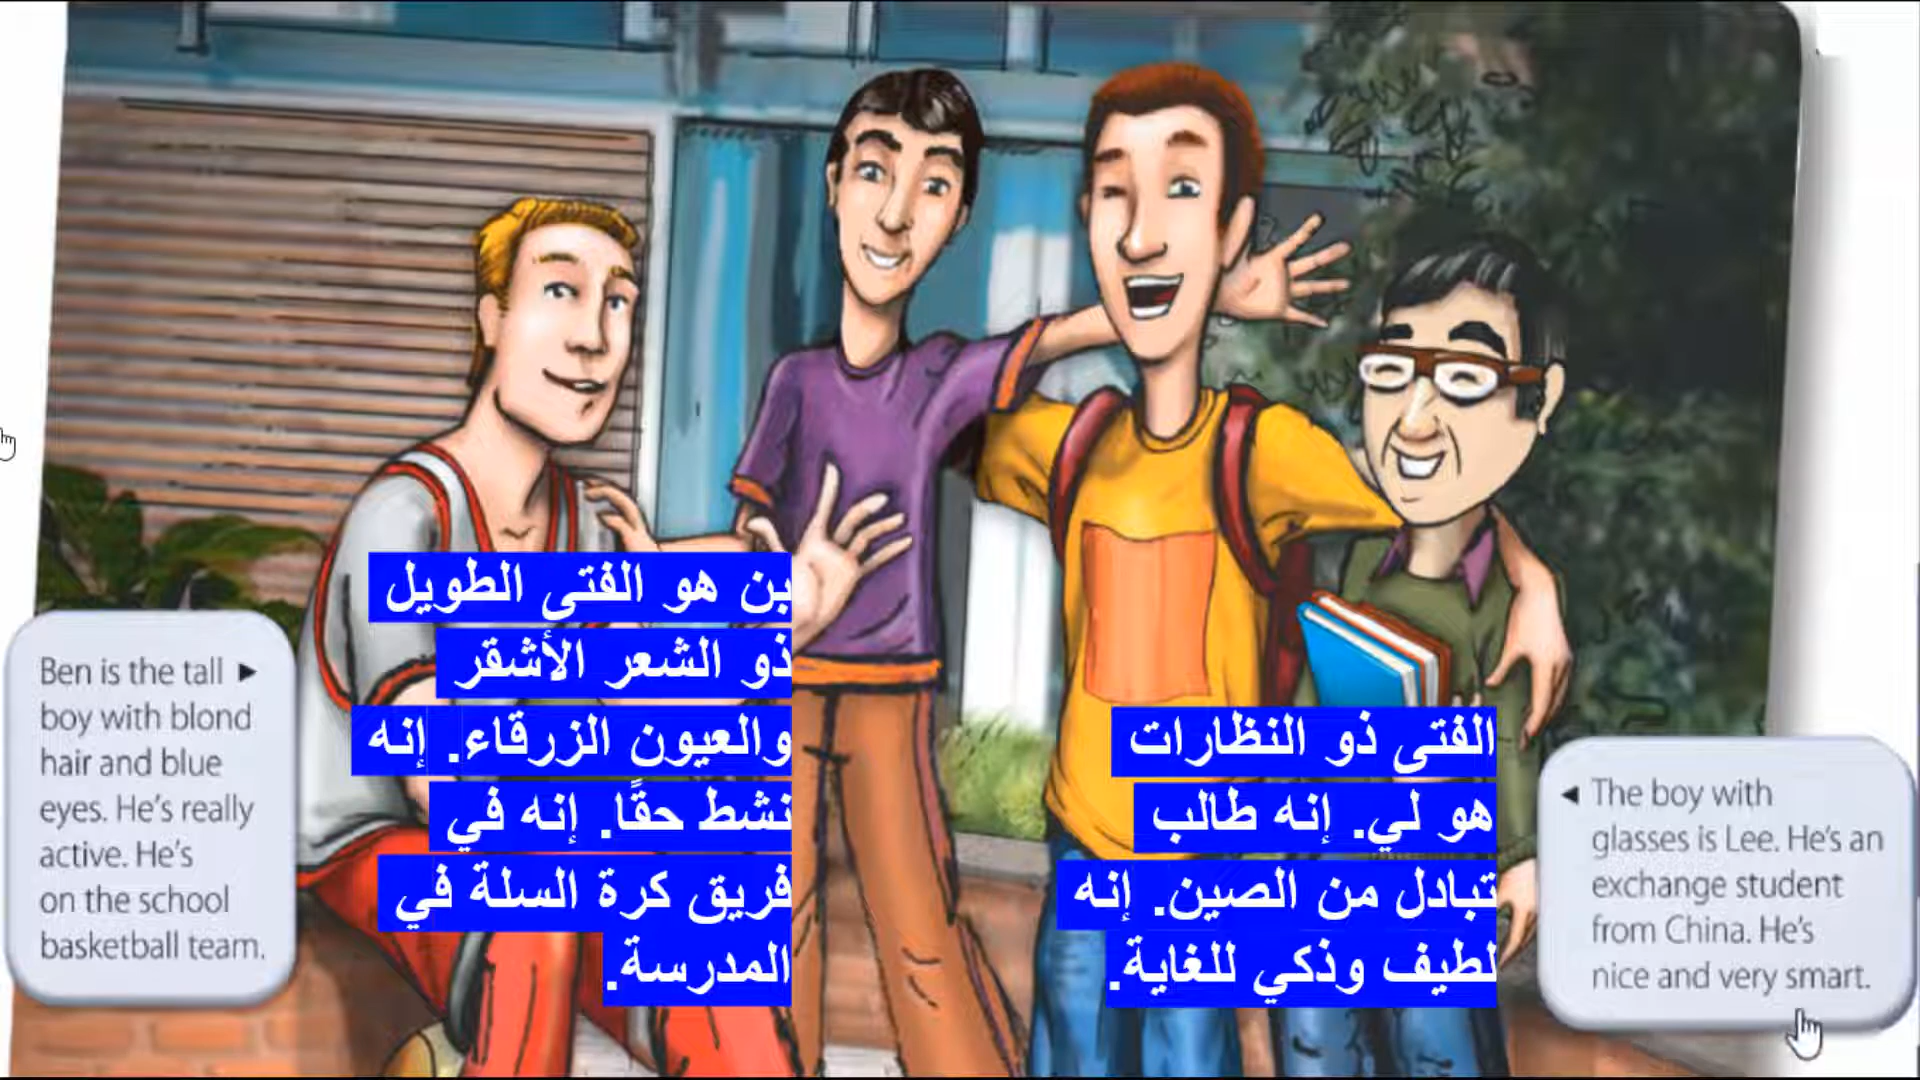 Ben is the tall ►
boy with blond
hair and blue
eyes. He's really
active. He's
on the school
basketball team.
بن هو الفتى الطويل
ذو الشعر الأشقر
والعيون الزرقاء. إنه
نشط حقًا. إنه في
فريق كرة السلة في
المدرسة.
الفتى ذو النظارات
هو لي. إنه طالب
تبادل من الصين. إنه
لطيف وذكي للغاية.
◄ The boy with
glasses is Lee. He's an
exchange student
from China. He's
nice and very smart.